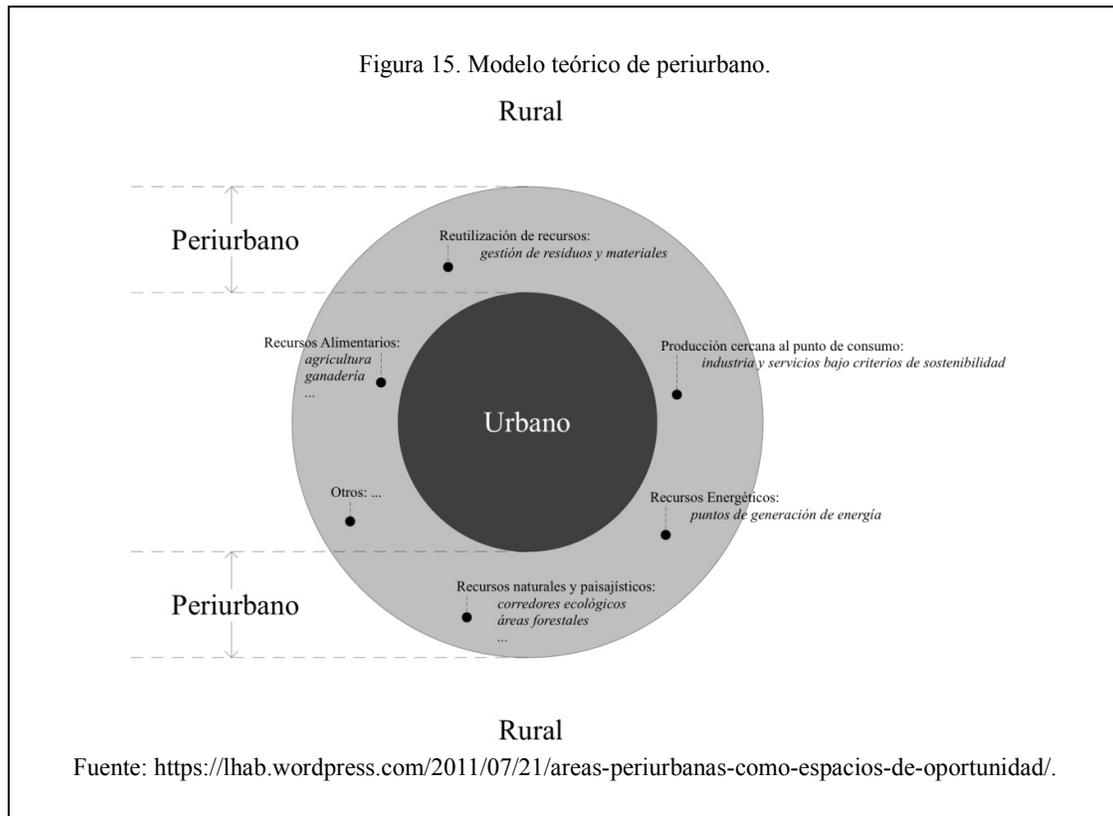 Figura 15. Modelo teórico de periurbano.
Rural
Periurbano
Reutilización de recursos:
gestión de residuos y materiales
Recursos Alimentarios:
agricultura
ganadería
...
Producción cercana al punto de consumo:
industria y servicios bajo criterios de sostenibilidad
Urbano
Otros: ...
Recursos Energéticos:
puntos de generación de energía
Periurbano
Recursos naturales y paisajísticos:
corredores ecológicos
áreas forestales
...
Rural
Fuente: https://lhab.wordpress.com/2011/07/21/areas-periurbanas-como-espacios-de-oportunidad/.